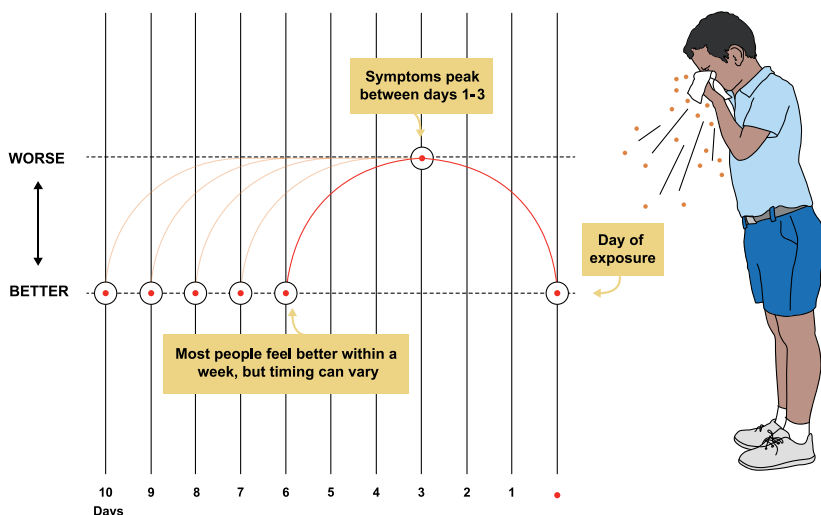 Symptoms peak
between days 1-3
WORSE
Day of
exposure
BETTER
Most people feel better within a
week, but timing can vary
10 9 8 7 6 5 4 3 2 1
Days